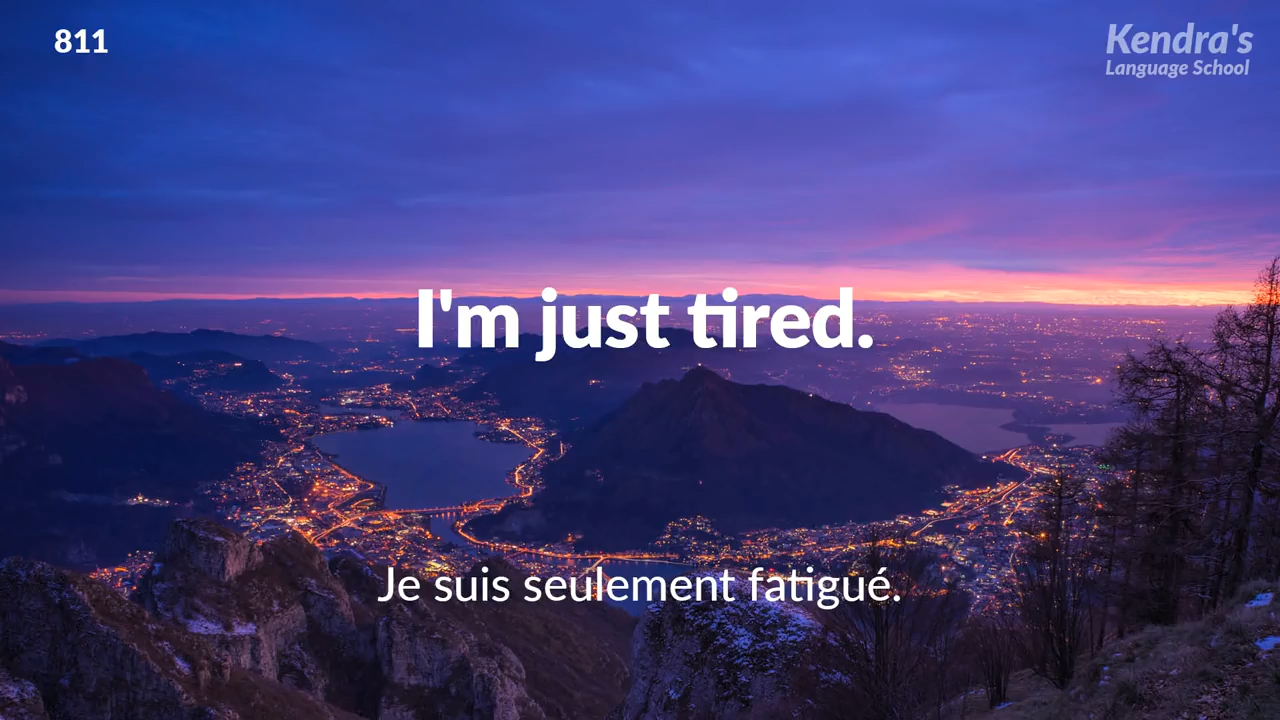 811
Kendra's
Language School
I'm just tired.
Je suis seulement fatigué.